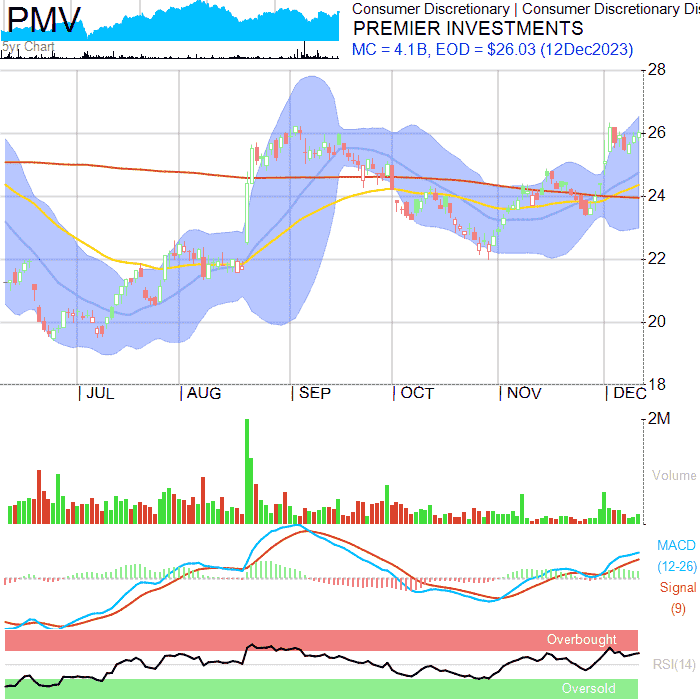 PMV
5yr Chart
Consumer Discretionary | Consumer Discretionary Dis
PREMIER INVESTMENTS
MC = 4.1B, EOD = $26.03 (12Dec2023)
28
26
24
22
20
18
| JUL | AUG | SEP | OCT | NOV | DEC
2M
Volume
MACD
(12-26)
Signal
(9)
Overbought
RSI(14)
Oversold